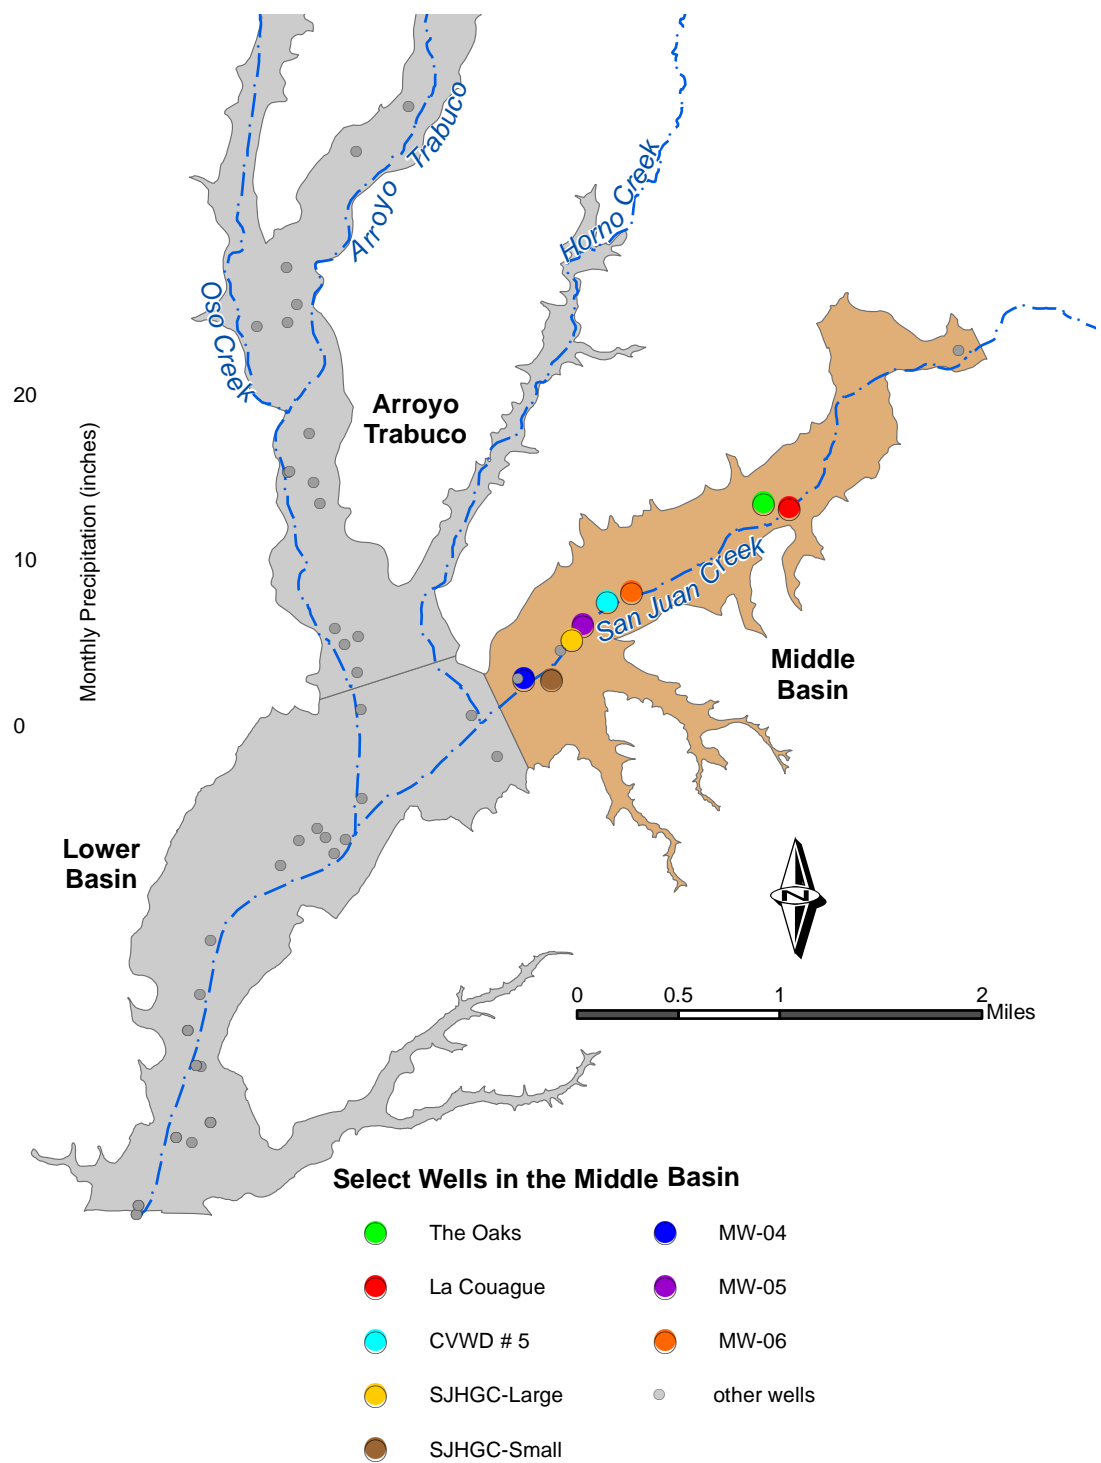 Arroyo Trabuco
Horno Creek
Oso Creek
20
Arroyo
Trabuco
Monthly Precipitation (inches)
10
San Juan Creek
Middle
Basin
0
Lower
Basin
N
0 0.5 1 2
Miles
Select Wells in the Middle Basin
The Oaks MW-04
La Couague MW-05
CVWD # 5 MW-06
SJHGC-Large other wells
SJHGC-Small